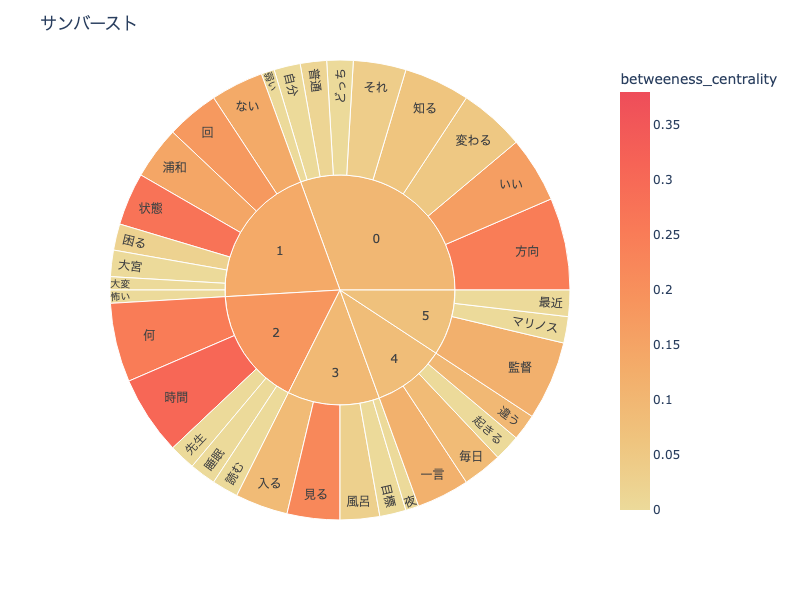 サンバースト
betweeness_centrality
0.35
0.3
0.25
0.2
0.15
0.1
0.05
0
0
方向
いい
変わる
知る
それ
ちっと
普通
自分
弱い
1
ない
回
浦和
状態
困る
大宮
大変
怖い
2
何
時間
先生
睡眠
読む
3
入る
見る
風呂
夜
4
一言
毎日
起きる
違う
5
監督
マリノス
最近